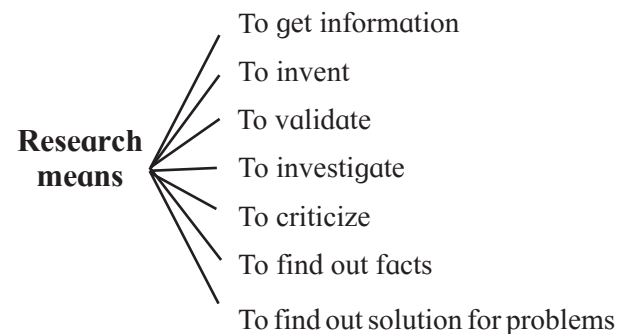 To get information
To invent
To validate
Research
means
To investigate
To criticize
To find out facts
To find out solution for problems